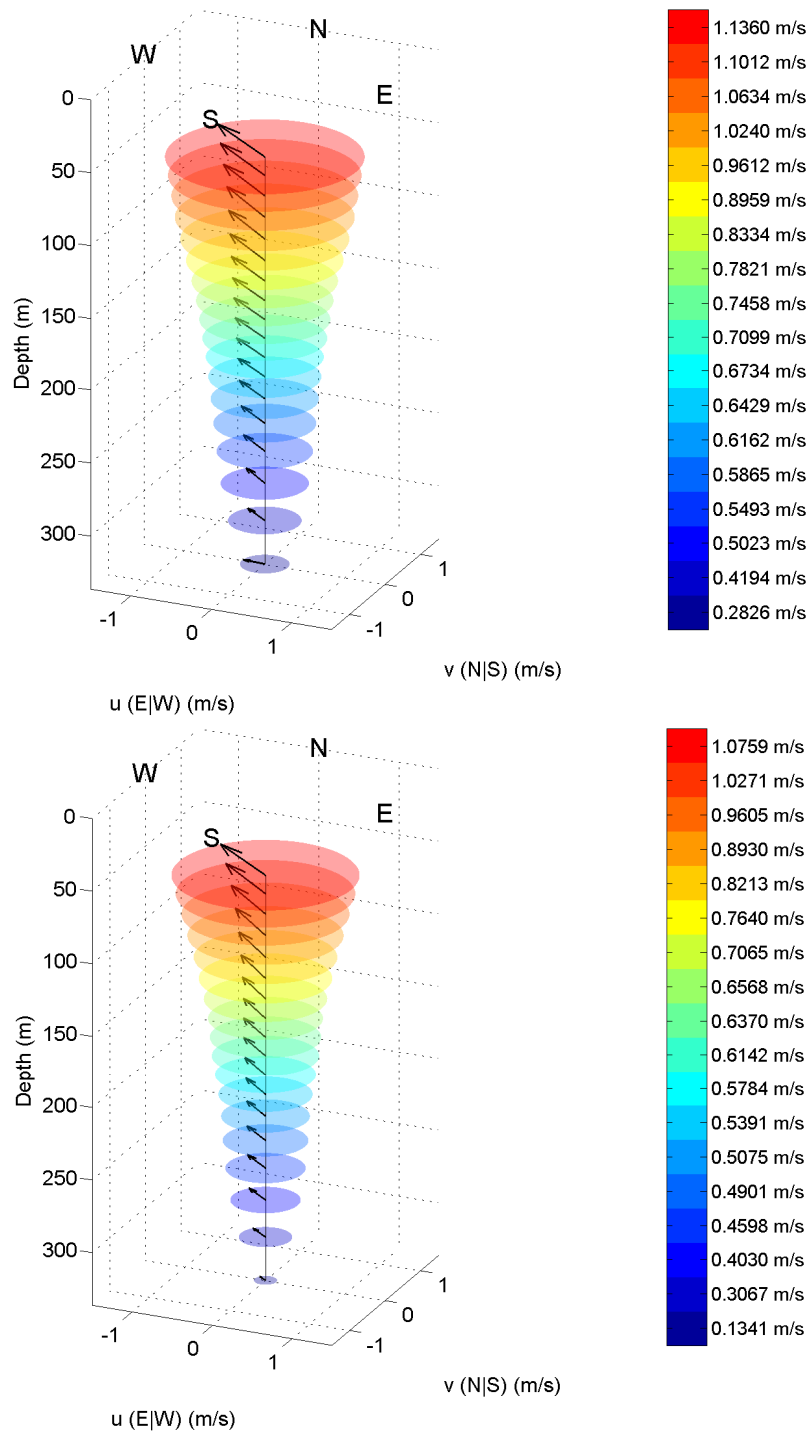 N
W
E
S
0
50
100
150
200
250
300
Depth (m)
-1
0
1
u (E|W) (m/s)
-1
0
1
v (N|S) (m/s)
1.1360 m/s
1.1012 m/s
1.0634 m/s
1.0240 m/s
0.9612 m/s
0.8959 m/s
0.8334 m/s
0.7821 m/s
0.7458 m/s
0.7099 m/s
0.6734 m/s
0.6429 m/s
0.6162 m/s
0.5865 m/s
0.5493 m/s
0.5023 m/s
0.4194 m/s
0.2826 m/s
N
W
E
S
0
50
100
150
200
250
300
Depth (m)
-1
0
1
u (E|W) (m/s)
-1
0
1
v (N|S) (m/s)
1.0759 m/s
1.0271 m/s
0.9605 m/s
0.8930 m/s
0.8213 m/s
0.7640 m/s
0.7065 m/s
0.6568 m/s
0.6370 m/s
0.6142 m/s
0.5784 m/s
0.5391 m/s
0.5075 m/s
0.4901 m/s
0.4598 m/s
0.4030 m/s
0.3067 m/s
0.1341 m/s